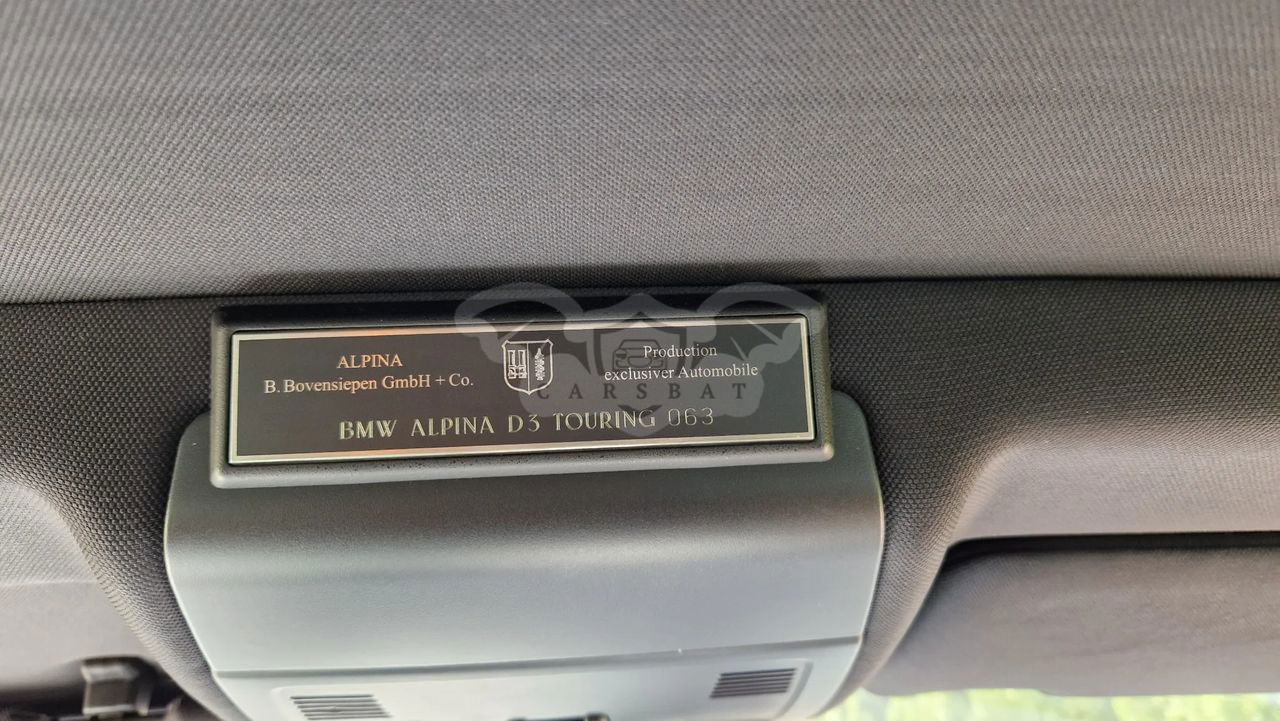 ALPINA
B. Bovensiepen GmbH + Co.
Production
exclusiver Automobile
CARSBAT
BMW ALPINA D3 TOURING 063